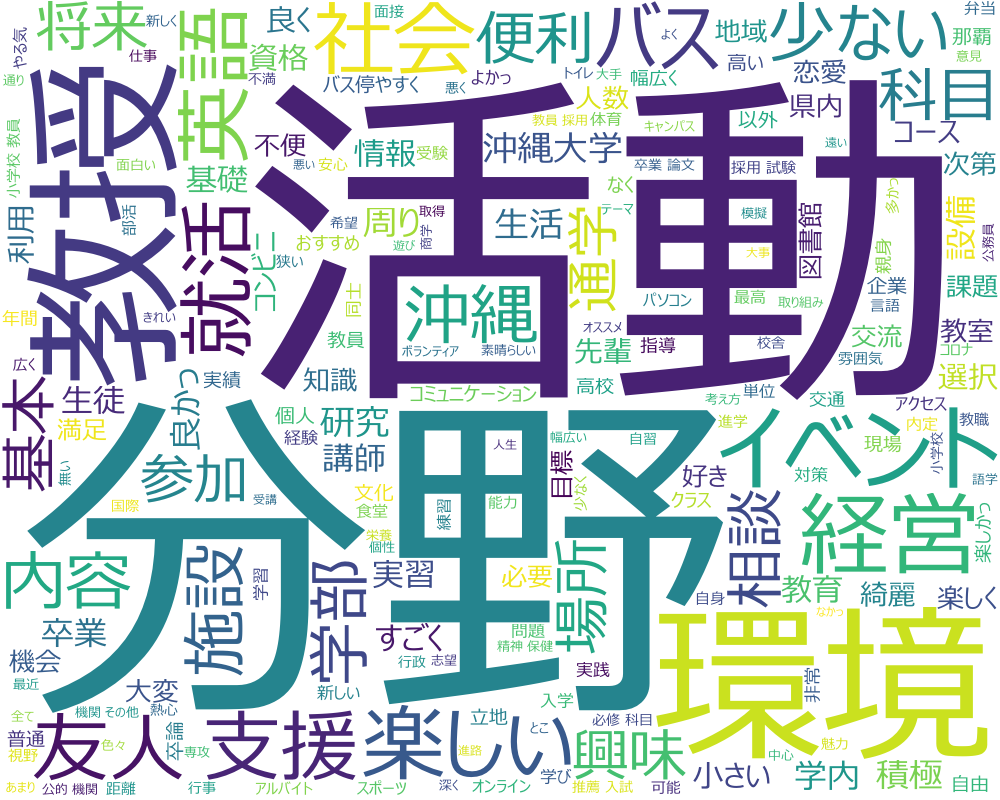 将来
新しく
仕事
英語
良く
資格
面接
社会
便利
バス
地域
少ない
弁当
那覇
意見
やる気
通り
教授
不満
バス停やすく
悪く
よかっ
トイレ
大手
幅広く
よく
高い
恋愛
科目
小学校 教員
面白い
不便
悪い
安心
情報
受験
人数
教員 採用
体育
キャンパス
以外
県内
コース
遠い
基礎
沖縄大学
卒業 論文
採用 試験
次第
利用
部活
就活
コンビニ
希望
おすすめ
狭い
取得
遊び
商学
周り
生活
なく
テーマ
通学
模擬
大事
図書館
親身
多かっ
設備
公務員
活動
沖縄
同士
教員
ボランティア
素晴らしい
パソコン
オススメ
最高
取り組み
企業
言語
課題
年間
きれい
広く
先輩
指導
校舎
交流
雰囲気
教室
コロナ
基本
生徒
満足
良かっ
実績
知識
コミュニケーション
高校
単位
選択
個人
経験
研究
講師
人生
幅広い
自習
考え方
進学
交通
アクセス
内定
教職
現場
小学校
イベント
対策
語学
無い
参加
国際
受講
文化
食堂
練習
能力
目標
少なく
好き
クラス
分野
相談
経営
楽しかっ
内容
施設
学習
学部
栄養
個性
実習
必要
場所
自身
教育
綺麗
楽しく
なかっ
卒業
機会
最近
大変
すごく
行政
志望
問題
精神 保健
実践
環境
非常
新しい
入学
全て
機関 その他
熱心
普通
視野
色々
卒論
専攻
友人
支援
楽しい
立地
とこ
進路
必修 科目
興味
中心
魅力
小さい
学内
積極
あまり
公的 機関
距離
行事
アルバイト
スポーツ
深く
オンライン
学び
推薦 入試
可能
自由